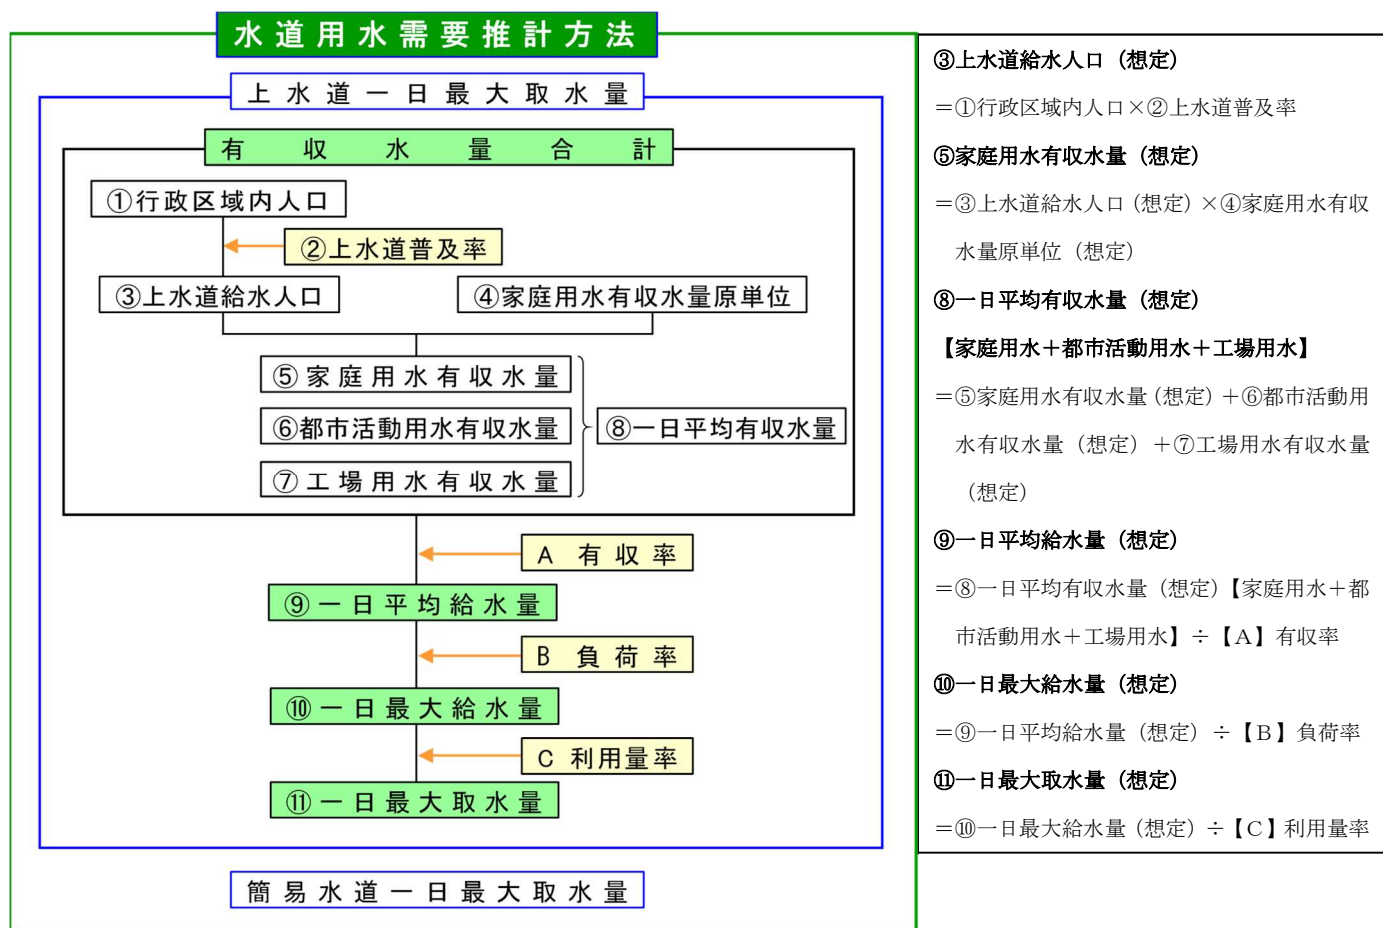 水道用水需要推計方法
上水道一日最大取水量
有収水量合計
①行政区域内人口
②上水道普及率
③上水道給水人口
④家庭用水有収水量原単位
⑤家庭用水有収水量
⑥都市活動用水有収水量
⑦工場用水有収水量
⑧一日平均有収水量
A 有収率
⑨一日平均給水量
B 負荷率
⑩一日最大給水量
C 利用量率
⑪一日最大取水量
簡易水道一日最大取水量
③上水道給水人口（想定）
＝①行政区域内人口×②上水道普及率
⑤家庭用水有収水量（想定）
＝③上水道給水人口（想定）×④家庭用水有収
水量原単位（想定）
⑧一日平均有収水量（想定）
【家庭用水＋都市活動用水＋工場用水】
＝⑤家庭用水有収水量（想定）＋⑥都市活動用
水有収水量（想定）＋⑦工場用水有収水量
（想定）
⑨一日平均給水量（想定）
＝⑧一日平均有収水量（想定）【家庭用水＋都
市活動用水＋工場用水】÷【A】有収率
⑩一日最大給水量（想定）
＝⑨一日平均給水量（想定）÷【B】負荷率
⑪一日最大取水量（想定）
＝⑩一日最大給水量（想定）÷【C】利用量率